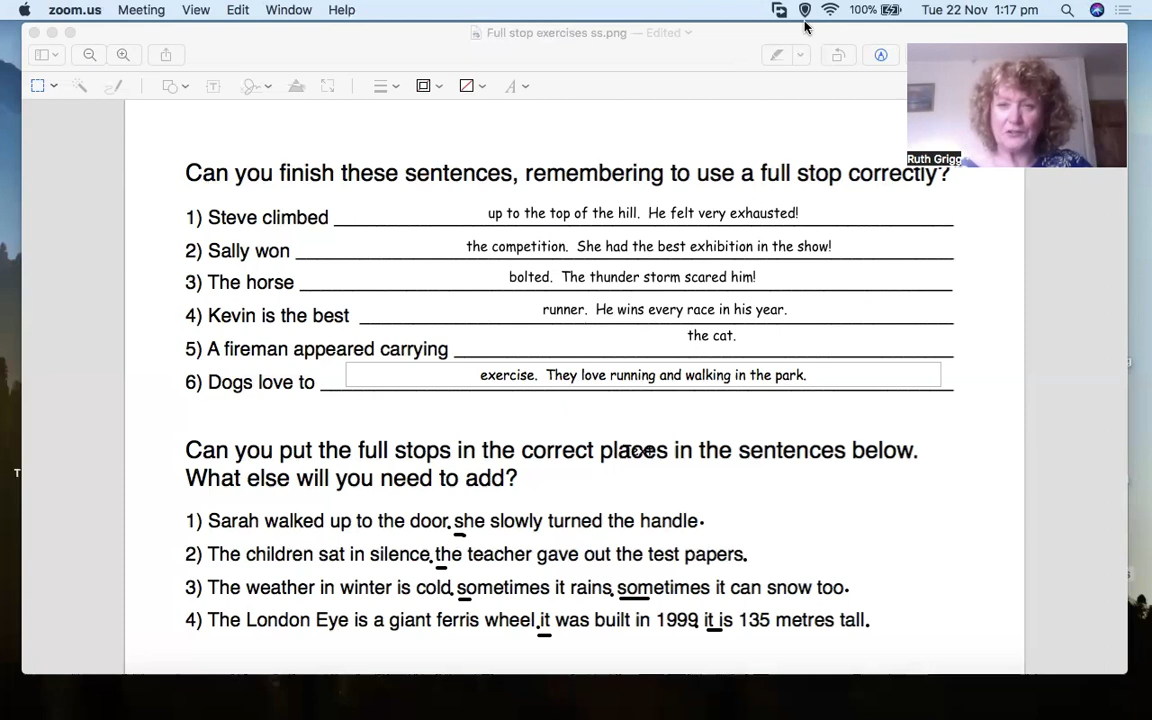 zoom.us Meeting View Edit Window Help 100% Tue 22 Nov 1:17 pm
Full stop exercises ss.png — Edited
Ruth Grigg
Can you finish these sentences, remembering to use a full stop correctly?
1) Steve climbed up to the top of the hill. He felt very exhausted!
2) Sally won the competition. She had the best exhibition in the show!
3) The horse bolted. The thunder storm scared him!
4) Kevin is the best runner. He wins every race in his year.
5) A fireman appeared carrying the cat.
6) Dogs love to exercise. They love running and walking in the park.
Can you put the full stops in the correct places in the sentences below.
What else will you need to add?
1) Sarah walked up to the door. she slowly turned the handle.
2) The children sat in silence. the teacher gave out the test papers.
3) The weather in winter is cold. sometimes it rains. sometimes it can snow too.
4) The London Eye is a giant ferris wheel. it was built in 1999. it is 135 metres tall.